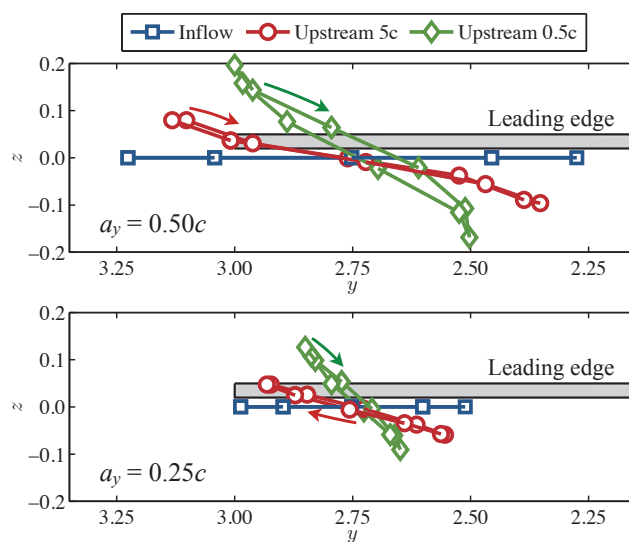 Inflow Upstream 5c Upstream 0.5c
0.2
0.1
Leading edge
z
0.0
−0.1
a_y = 0.50c
−0.2
3.25 3.00 2.75 2.50 2.25
y
0.2
0.1
Leading edge
z
0.0
−0.1
a_y = 0.25c
−0.2
3.25 3.00 2.75 2.50 2.25
y